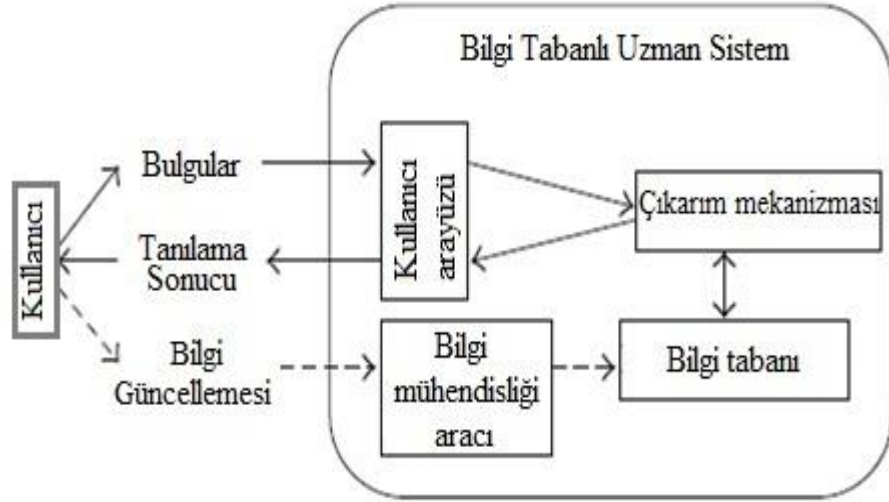 Bilgi Tabanlı Uzman Sistem
Kullanıcı
Bulgular
Tanılama
Sonucu
Bilgi
Güncellemesi
Kullanıcı
arayüzü
Çıkarım mekanizması
Bilgi
mühendisliği
aracı
Bilgi tabanı